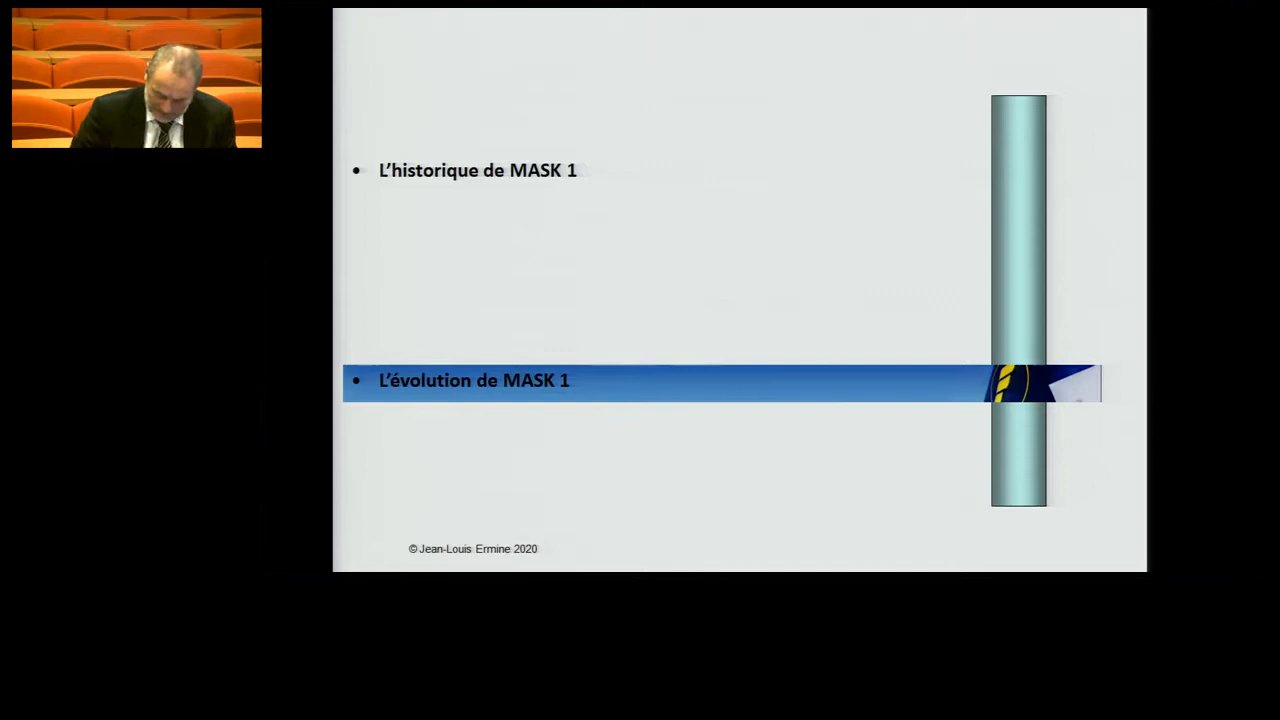 • L'historique de MASK 1
• L'évolution de MASK 1
© Jean-Louis Ermine 2020